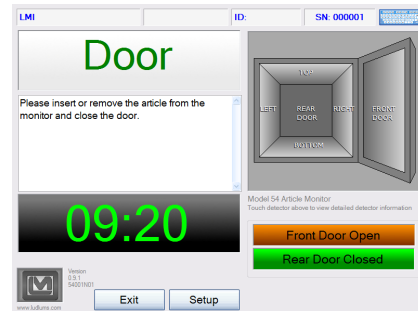 LMI
ID:
SN: 000001
Door
Please insert or remove the article from the
monitor and close the door.
TOP
LEFT
REAR
DOOR
RIGHT
FRONT
DOOR
BOTTOM
Model 54 Article Monitor
Touch detector above to view detailed detector information
09:20
Front Door Open
Rear Door Closed
Version
0.9.1
54001N01
www.ludlums.com
Exit
Setup